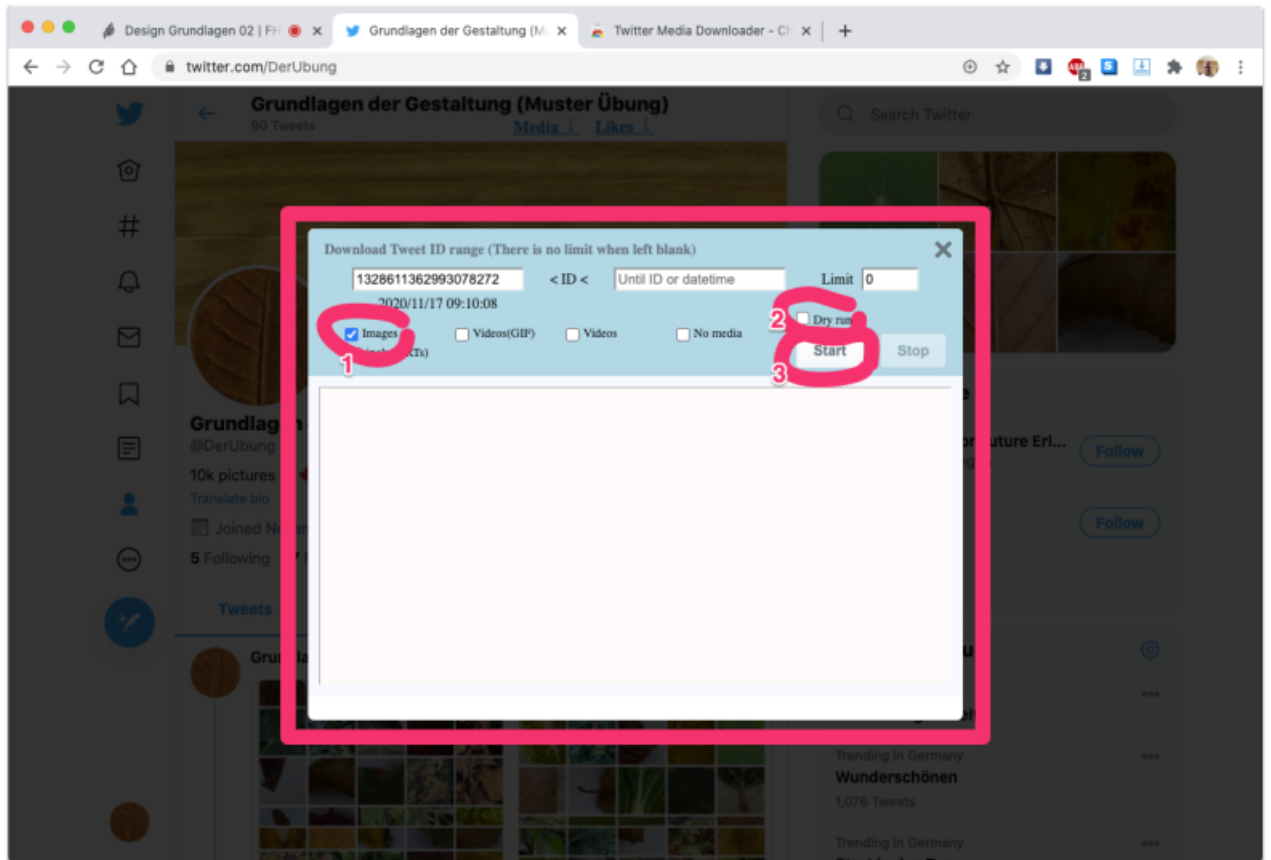 Design Grundlagen 02 | FH
Grundlagen der Gestaltung (M
Twitter Media Downloader - Ch
twitter.com/DerUbung
2
Grundlagen der Gestaltung (Muster Übung)
90 Tweets
Media Likes
Search Twitter
Download Tweet ID range (There is no limit when left blank)
1328611362993078272 < ID < Until ID or datetime Limit 0
2020/11/17 09:10:08
2 Dry run
Images Videos(GIF) Videos No media
1
Start Stop
3
Grundlagen
@DerUbung
10k pictures
Translate bio
Joined
5 Following
uture Erl...
Follow
Follow
Tweets
Trending in Germany
Wunderschönen
1,076 Tweets
Trending in Germany